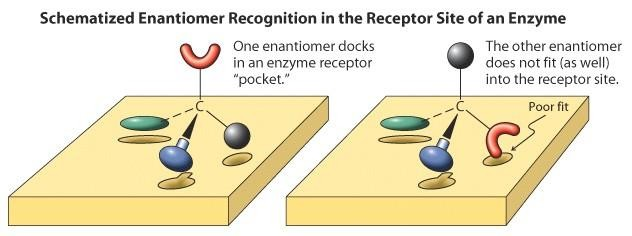 Schematized Enantiomer Recognition in the Receptor Site of an Enzyme
One enantiomer docks
in an enzyme receptor
“pocket.”
C
The other enantiomer
does not fit (as well)
into the receptor site.
Poor fit
C